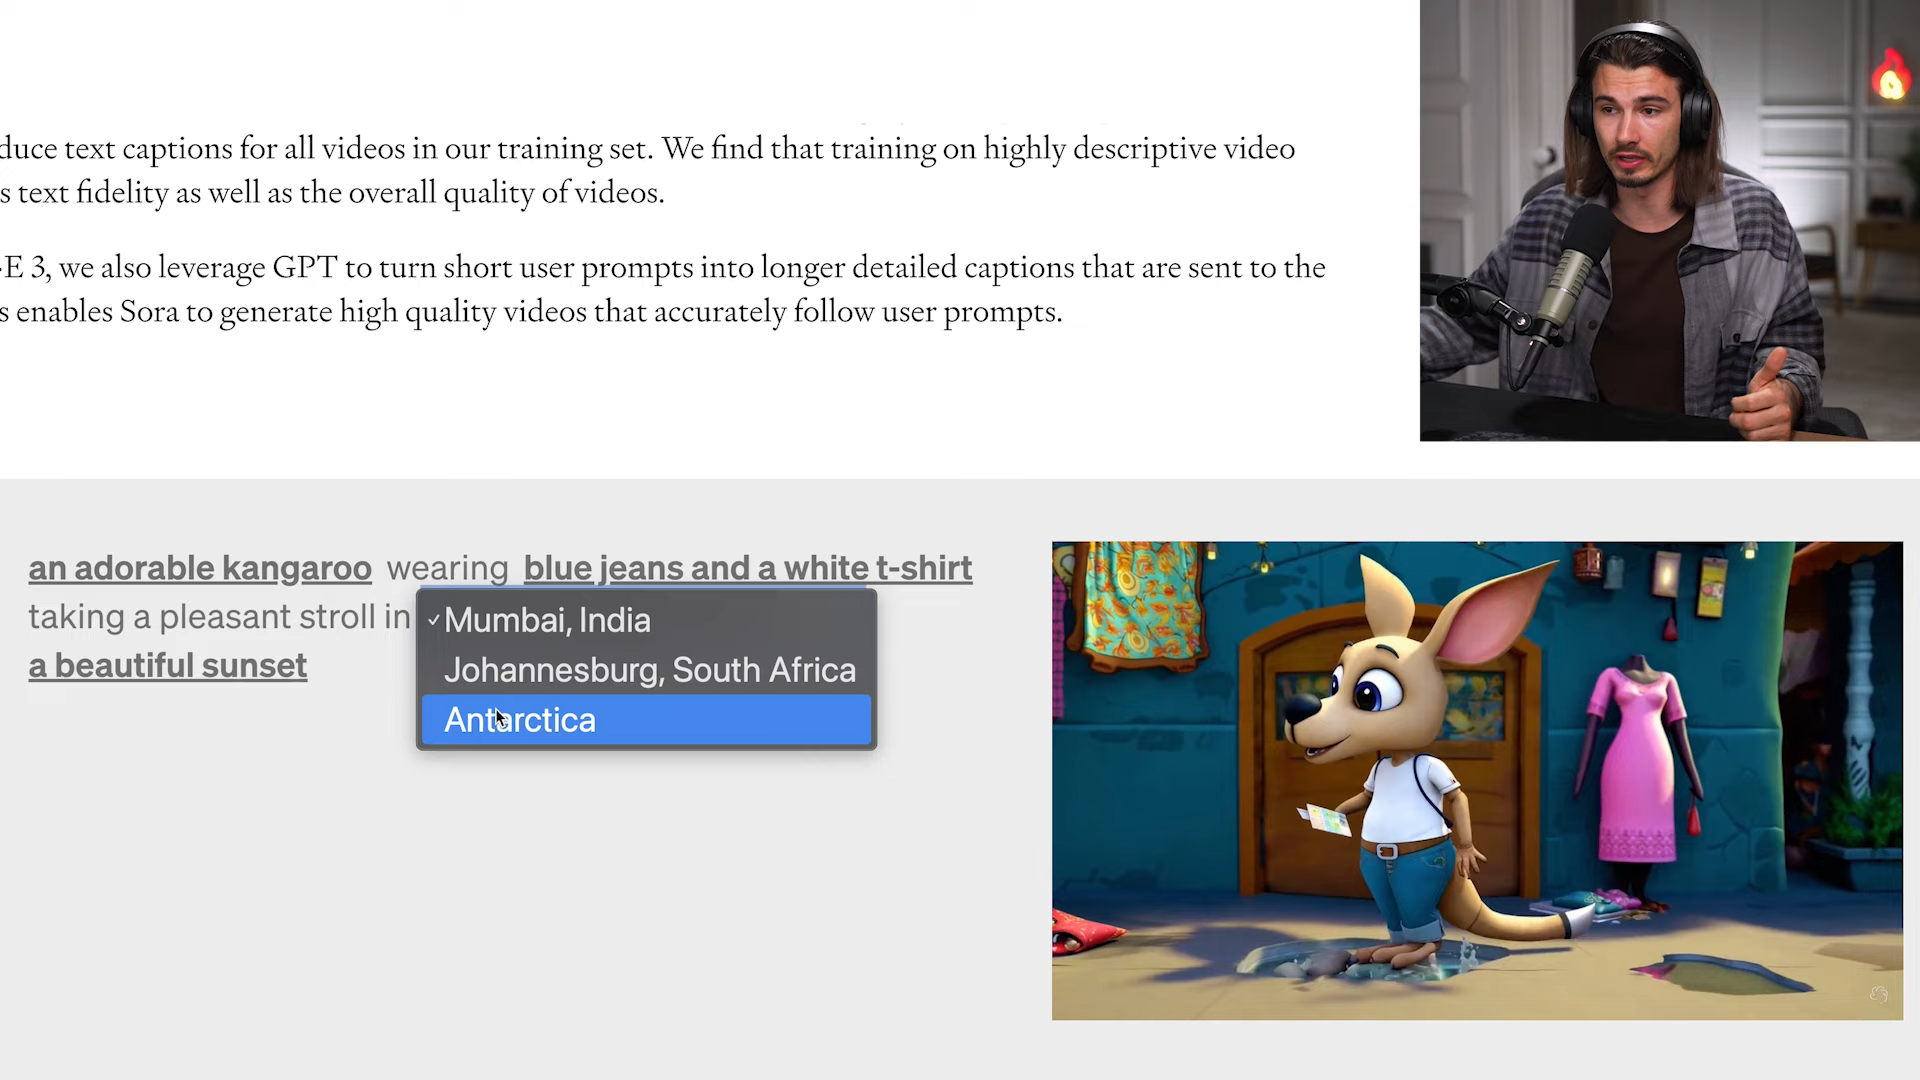 duce text captions for all videos in our training set. We find that training on highly descriptive video
s text fidelity as well as the overall quality of videos.
·E 3, we also leverage GPT to turn short user prompts into longer detailed captions that are sent to the
s enables Sora to generate high quality videos that accurately follow user prompts.
an adorable kangaroo wearing blue jeans and a white t-shirt
taking a pleasant stroll in
✓ Mumbai, India
a beautiful sunset
Johannesburg, South Africa
Antarctica